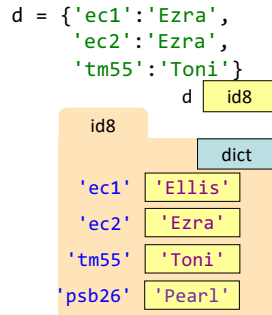 d = {'ec1':'Ezra',
'ec2':'Ezra',
'tm55':'Toni'}
d id8
id8
dict
'ec1' 'Ellis'
'ec2' 'Ezra'
'tm55' 'Toni'
'psb26' 'Pearl'